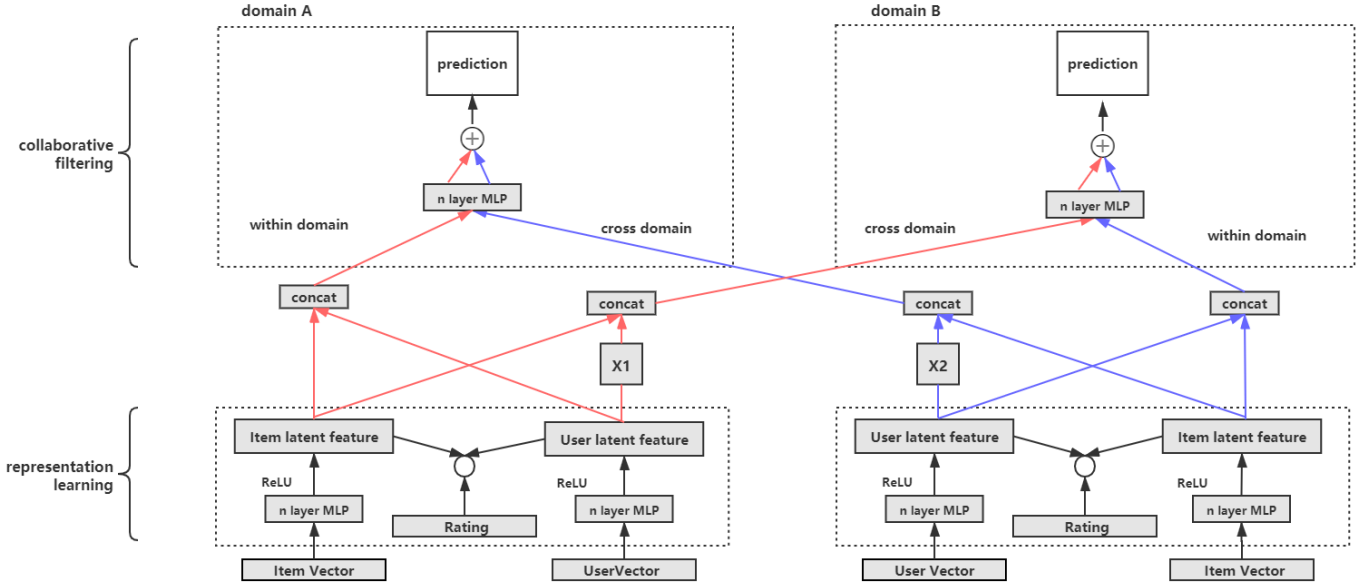 domain A
domain B
prediction
prediction
collaborative
filtering
+
+
n layer MLP
n layer MLP
within domain
cross domain
cross domain
within domain
concat
concat
concat
concat
X1
X2
representation
learning
Item latent feature
User latent feature
User latent feature
Item latent feature
ReLU
ReLU
ReLU
ReLU
n layer MLP
n layer MLP
n layer MLP
n layer MLP
Rating
Rating
Item Vector
UserVector
User Vector
Item Vector